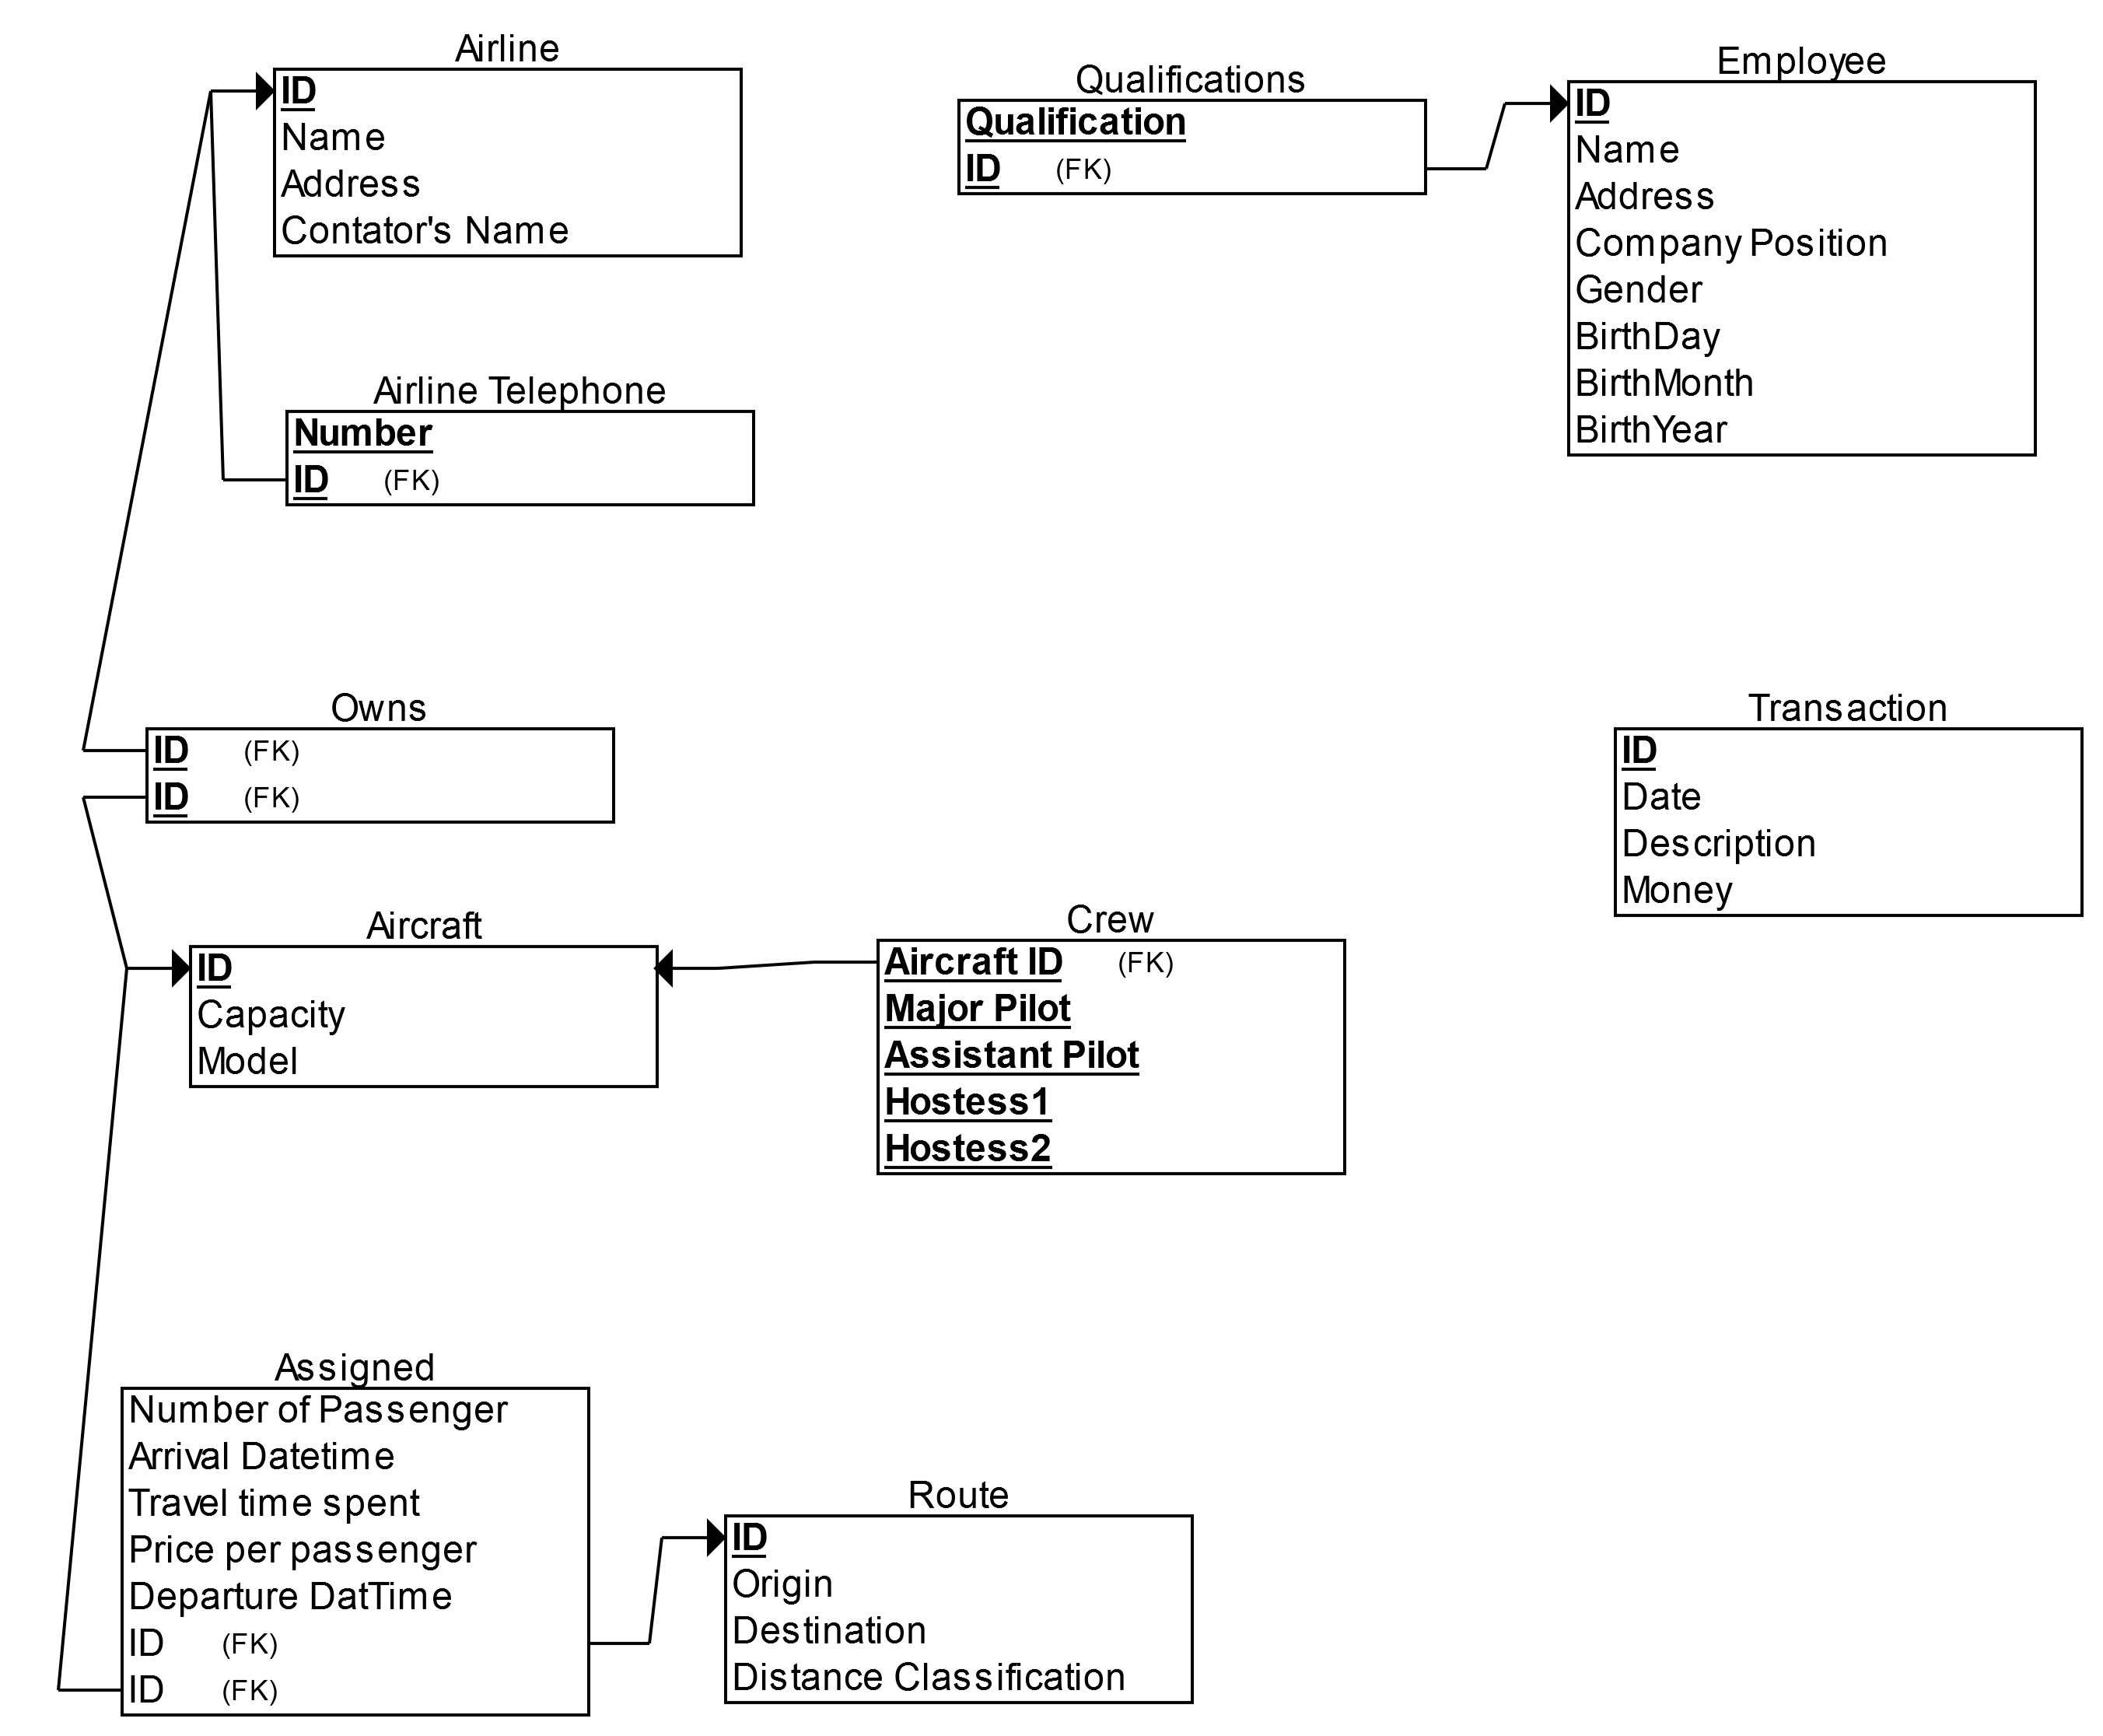 Airline
ID
Name
Address
Contator's Name
Qualifications
Qualification
ID (FK)
Employee
ID
Name
Address
Company Position
Gender
BirthDay
BirthMonth
BirthYear
Airline Telephone
Number
ID (FK)
Owns
ID (FK)
ID (FK)
Transaction
ID
Date
Description
Money
Aircraft
ID
Capacity
Model
Crew
Aircraft ID (FK)
Major Pilot
Assistant Pilot
Hostess1
Hostess2
Assigned
Number of Passenger
Arrival Datetime
Travel time spent
Price per passenger
Departure DatTime
ID (FK)
ID (FK)
Route
ID
Origin
Destination
Distance Classification